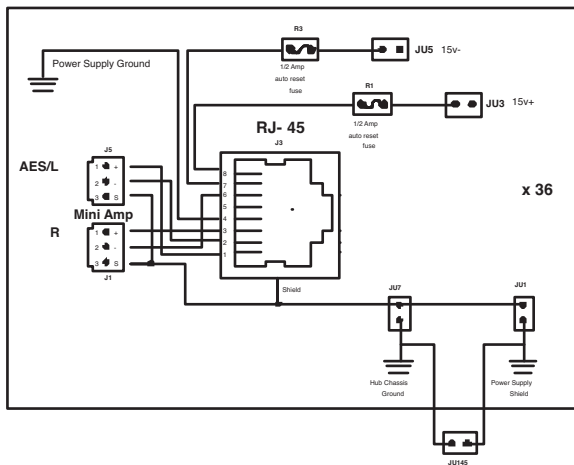 R3
JU5 15v-
1/2 Amp
auto reset
fuse
Power Supply Ground
R1
JU3 15v+
1/2 Amp
auto reset
fuse
RJ- 45
J3
8
7
6
5
4
3
2
1
AES/L
J5
1 +
2 -
3 S
Mini Amp
R
1 +
2 -
3 S
J1
x 36
Shield
JU7
JU1
Hub Chassis
Ground
Power Supply
Shield
JU145